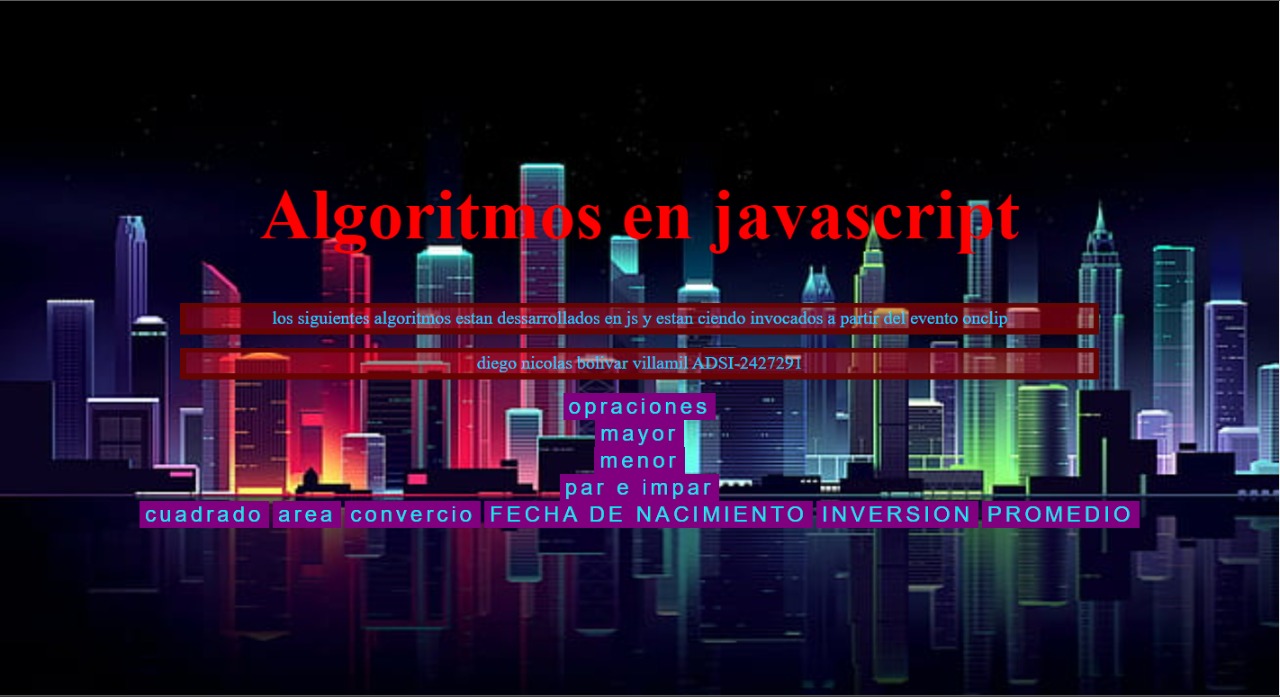 Algoritmos en javascript
los siguientes algoritmos estan dessarrollados en js y estan ciendo invocados a partir del evento onclip
diego nicolas bolivar villamil ADSI-2427291
opraciones
mayor
menor
par e impar
cuadrado area convercio FECHA DE NACIMIENTO INVERSION PROMEDIO